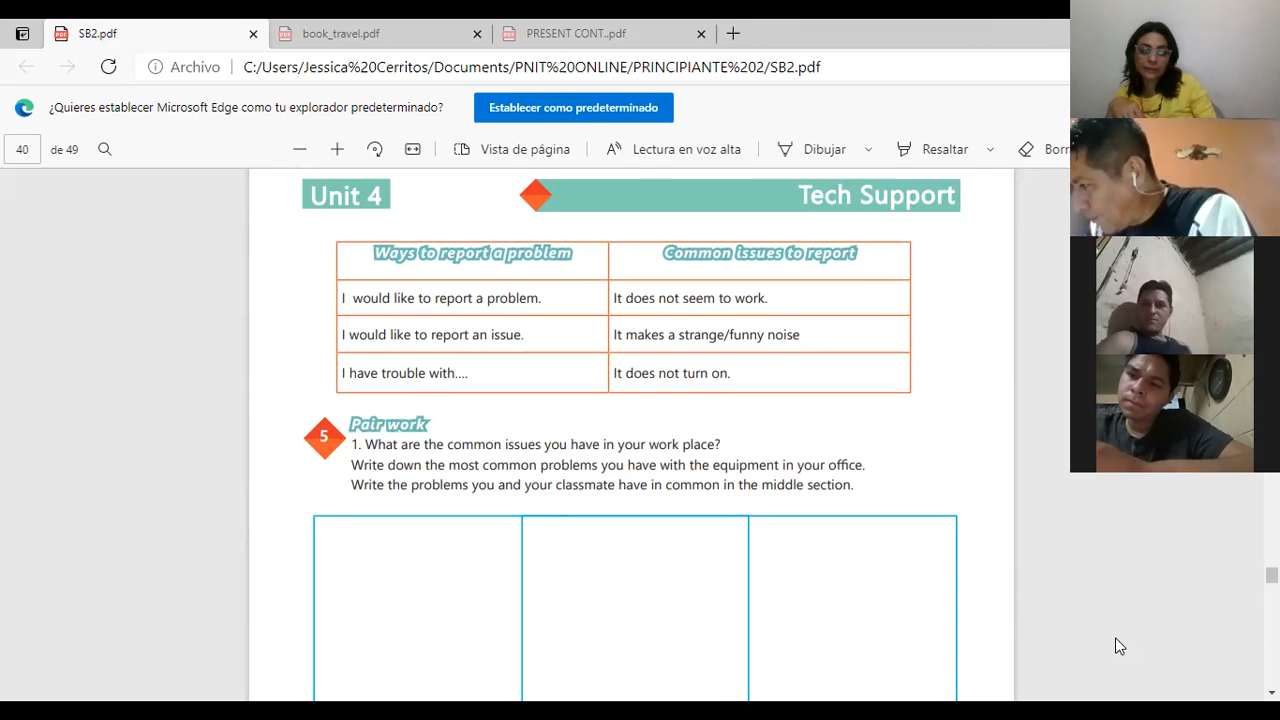 SB2.pdf
book_travel.pdf
PRESENT CONT..pdf
Archivo
C:/Users/Jessica%20Cerritos/Documents/PNIT%20ONLINE/PRINCIPIANTE%202/SB2.pdf
¿Quieres establecer Microsoft Edge como tu explorador predeterminado?
Establecer como predeterminado
40
de 49
Vista de página
Lectura en voz alta
Dibujar
Resaltar
Borr
Unit 4
Tech Support
Ways to report a problem
Common issues to report
I would like to report a problem.
It does not seem to work.
I would like to report an issue.
It makes a strange/funny noise
I have trouble with....
It does not turn on.
5
Pair work
1. What are the common issues you have in your work place?
Write down the most common problems you have with the equipment in your office.
Write the problems you and your classmate have in common in the middle section.